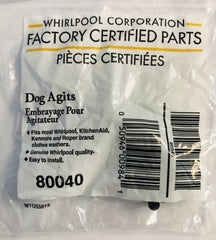 WHIRLPOOL CORPORATION
FACTORY CERTIFIED PARTS
PIÈCES CERTIFIÉES
Dog Agits
Embrayage Pour
Agitateur
• Fits most Whirlpool, KitchenAid,
Kenmore and Roper brand
clothes washers.
• Genuine Whirlpool quality.
• Easy to install.
80040